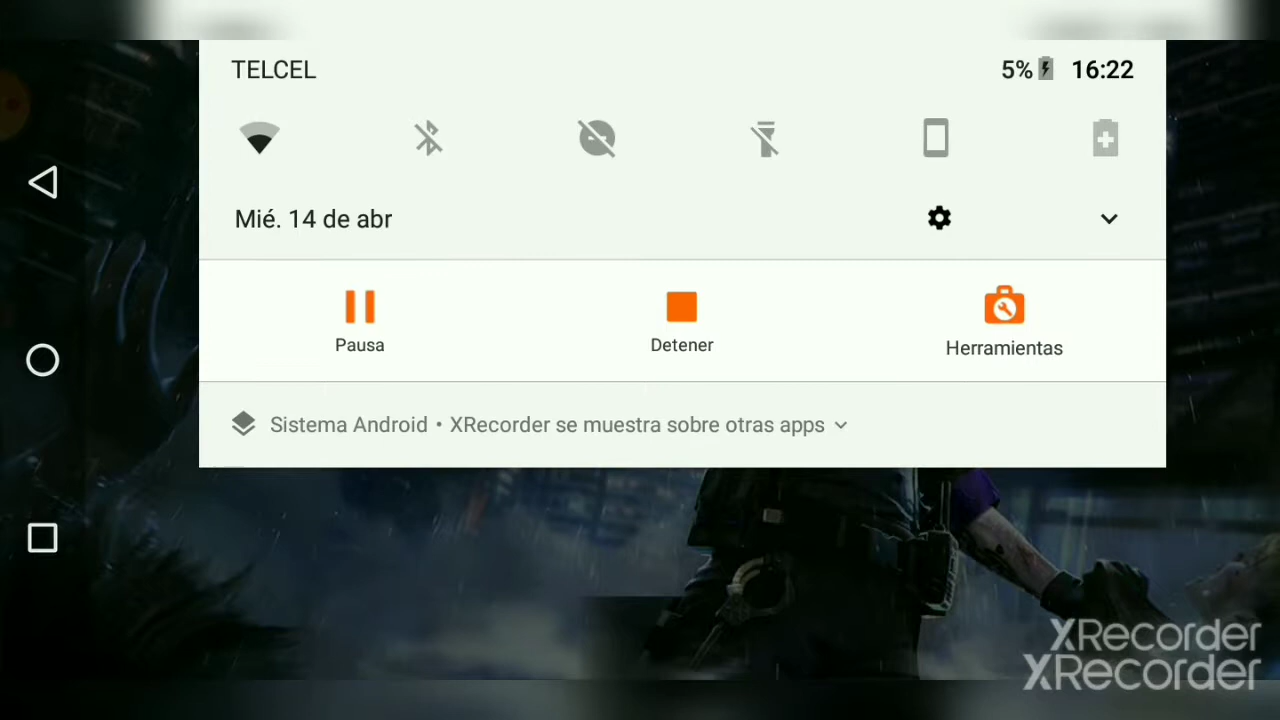 TELCEL 5% 16:22
Mié. 14 de abr
Pausa Detener Herramientas
Sistema Android • XRecorder se muestra sobre otras apps
XRecorder
XRecorder